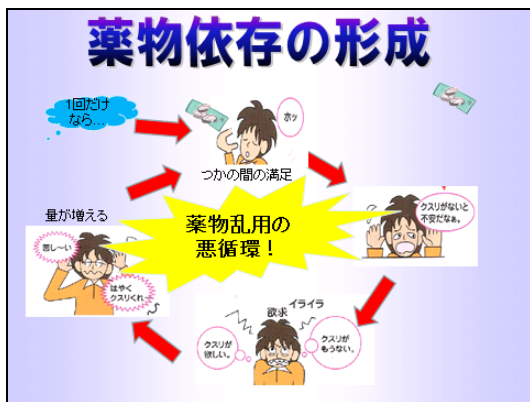 薬物依存の形成
1回だけ
なら…
ホッ
つかの間の満足
クスリがないと
不安だなぁ。
薬物乱用の
悪循環！
量が増える
苦し〜い
はやく
クスリくれ〜
イライラ
欲求
クスリが
欲しい。
クスリが
もうない。